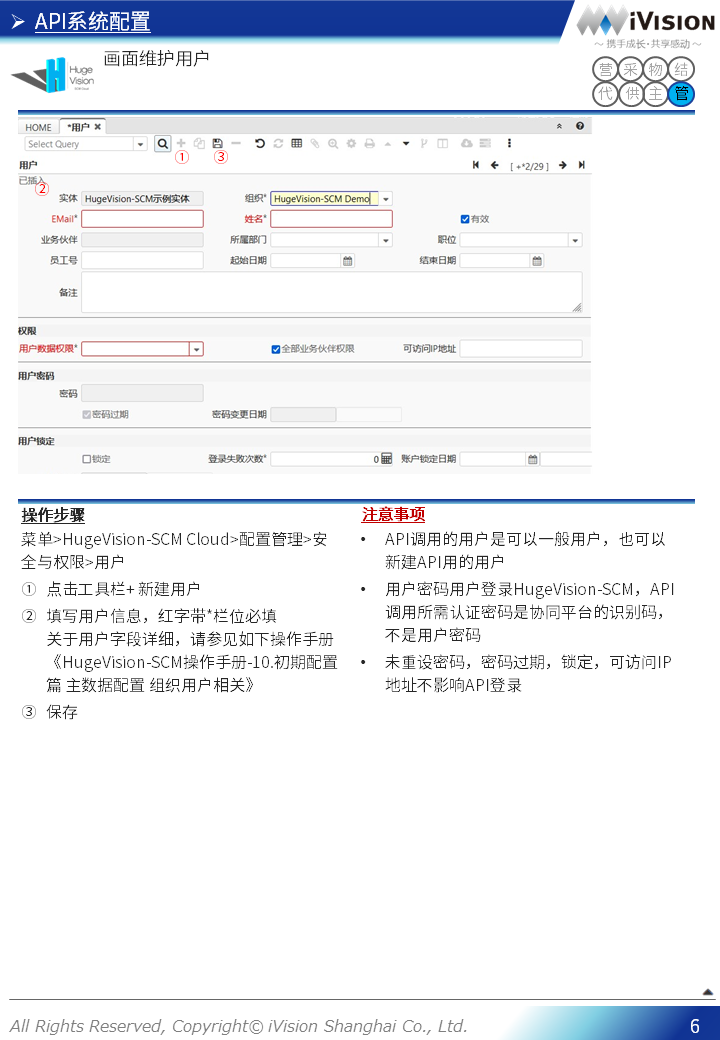 ➢ API系统配置
iVISION
～ 携手成长·共享感动 ～
Huge
Vision
画面维护用户
营 采 物 结
代 供 主 管
HOME *用户
Select Query
① ③
用户 [ +*2/29 ]
已插入
②
实体 HugeVision-SCM示例实体 组织* HugeVision-SCM Demo
EMail* 姓名* 有效
业务伙伴 所属部门 职位
员工号 起始日期 结束日期
备注
权限
用户数据权限* 全部业务伙伴权限 可访问IP地址
用户密码
密码
密码过期 密码变更日期
用户锁定
锁定 登录失败次数* 0 账户锁定日期
操作步骤
菜单>HugeVision-SCM Cloud>配置管理>安
全与权限>用户
① 点击工具栏+ 新建用户
② 填写用户信息，红字带*栏位必填
关于用户字段详细，请参见如下操作手册
《HugeVision-SCM操作手册-10.初期配置
篇 主数据配置 组织用户相关》
③ 保存
注意事项
• API调用的用户是可以一般用户，也可以
新建API用的用户
• 用户密码用户登录HugeVision-SCM，API
调用所需认证密码是协同平台的识别码，
不是用户密码
• 未重设密码，密码过期，锁定，可访问IP
地址不影响API登录
All Rights Reserved, Copyright© iVision Shanghai Co., Ltd.
6